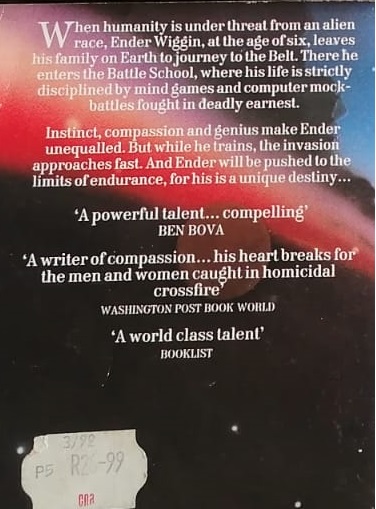 When humanity is under threat from an alien
race, Ender Wiggin, at the age of six, leaves
his family on Earth to journey to the Belt. There he
enters the Battle School, where his life is strictly
disciplined by mind games and computer mock-
battles fought in deadly earnest.
Instinct, compassion and genius make Ender
unequalled. But while he trains, the invasion
approaches fast. And Ender will be pushed to the
limits of endurance, for his is a unique destiny...
'A powerful talent... compelling'
BEN BOVA
'A writer of compassion... his heart breaks for
the men and women caught in homicidal
crossfire'
WASHINGTON POST BOOK WORLD
'A world class talent'
BOOKLIST
P5
cna